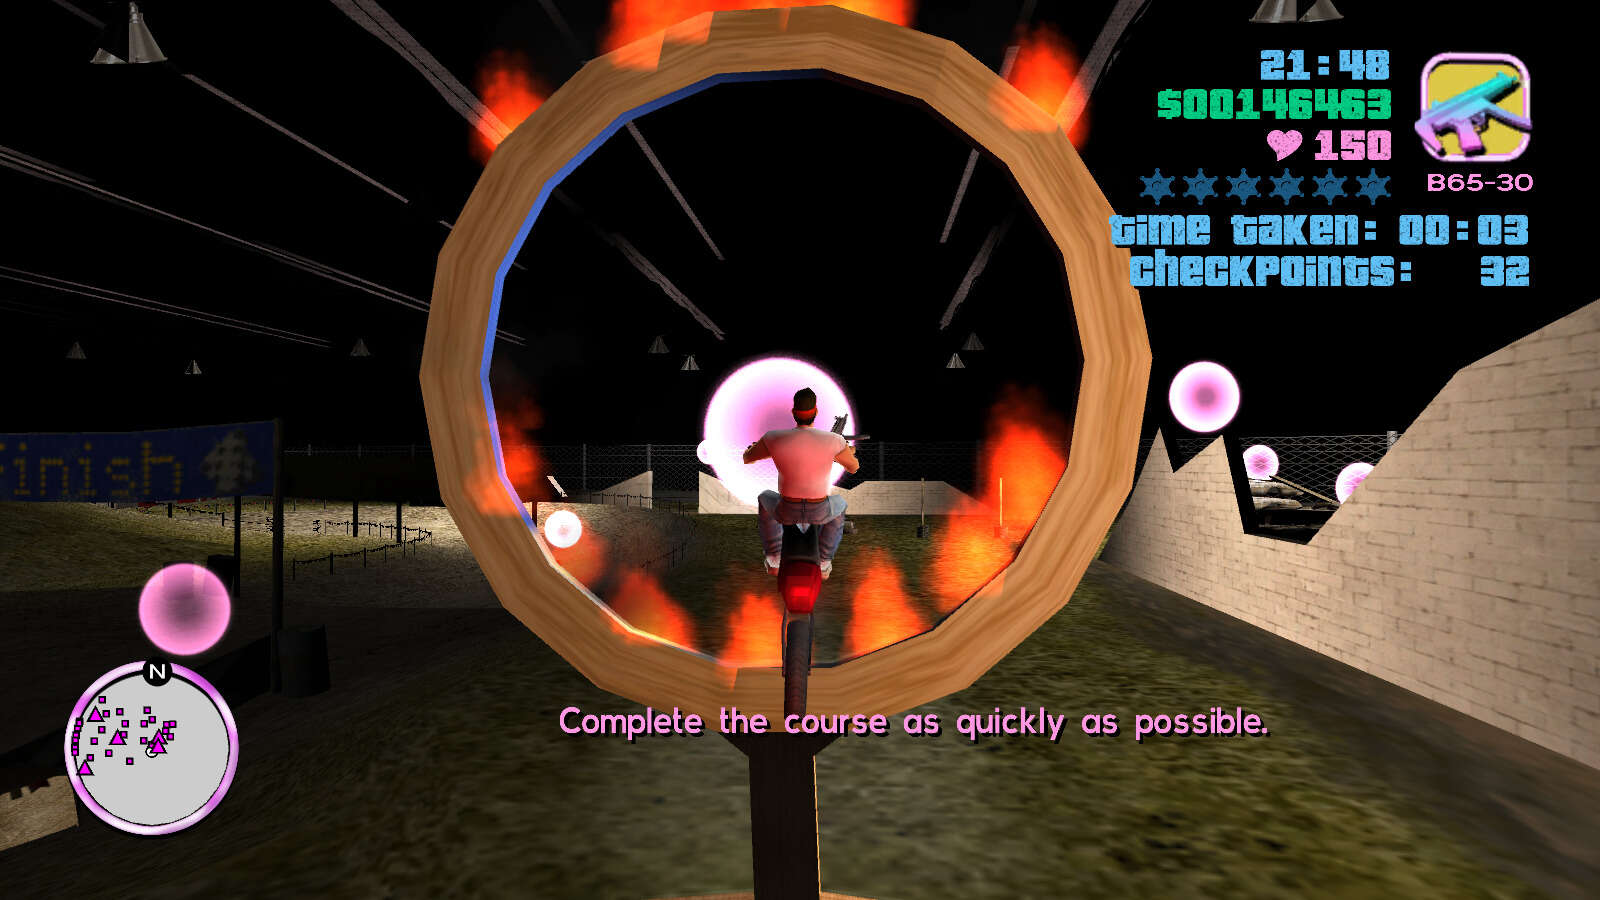 21:48
$00146463
150
B65-30
time taken: 00:03
checkpoints: 32
Finish
N
Complete the course as quickly as possible.